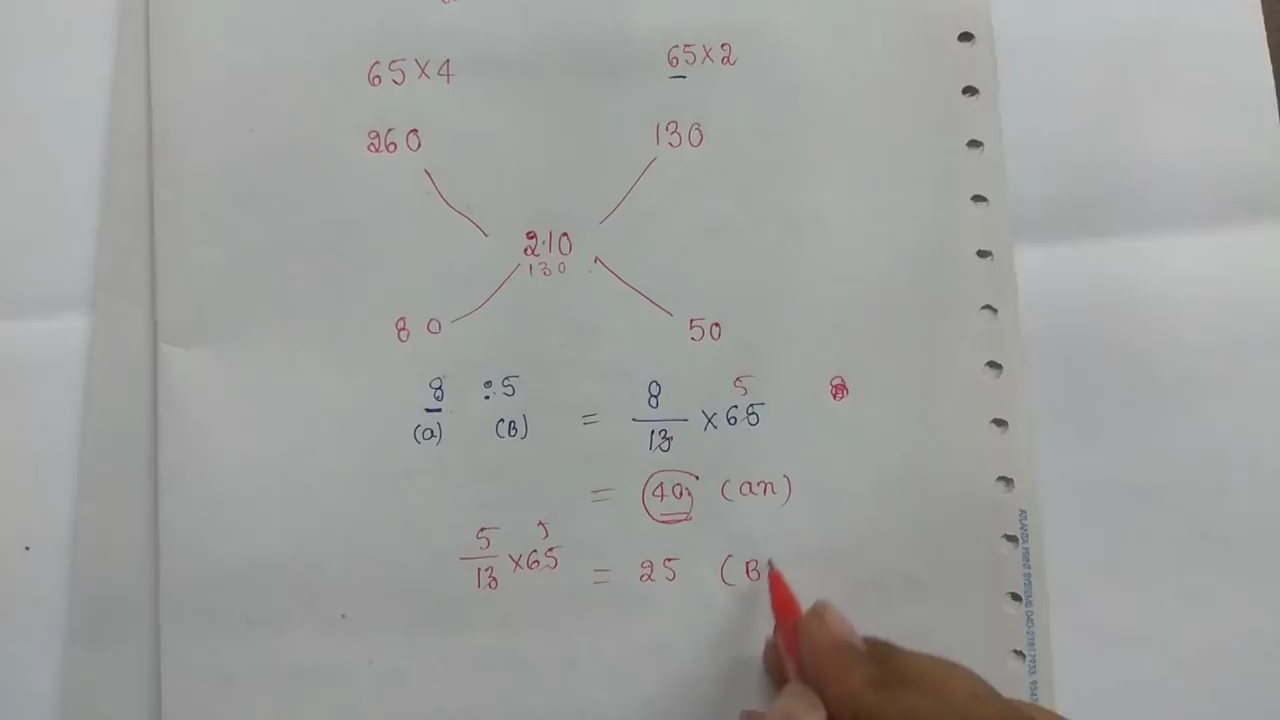 65×4 65×2
260 130
210
130
80 50
8 : 5 = 8/13 × 65 5
(a) (B)
= 40 (an)
5/13 × 65 5 = 25 (B